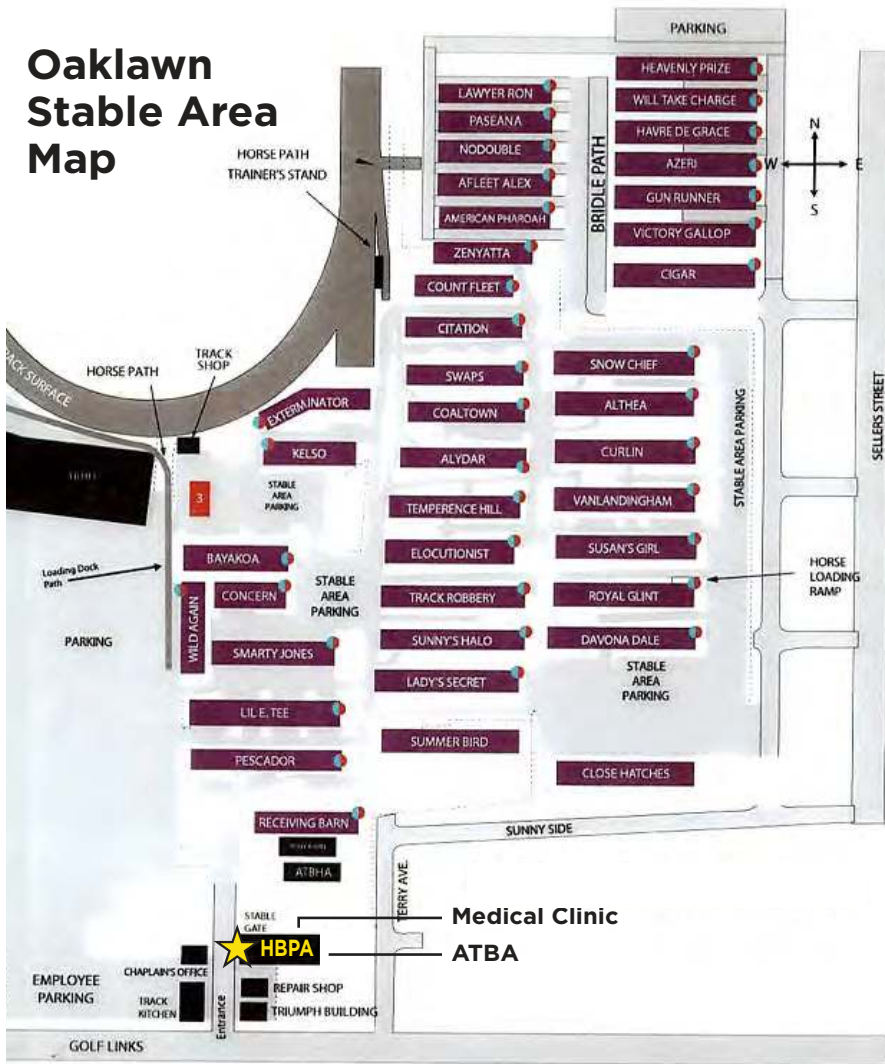 Oaklawn
Stable Area
Map
PARKING
HEAVENLY PRIZE
WILL TAKE CHARGE
HAVRE DE GRACE
AZERI
GUN RUNNER
VICTORY GALLOP
CIGAR
N
W
E
S
LAWYER RON
PASEANA
NODOUBLE
AFLEET ALEX
AMERICAN PHAROAH
BRIDLE PATH
HORSE PATH
TRAINER'S STAND
ZENYATTA
COUNT FLEET
CITATION
SWAPS
COALTOWN
ALYDAR
TEMPERENCE HILL
ELOCUTIONIST
TRACK ROBBERY
SUNNY'S HALO
LADY'S SECRET
SUMMER BIRD
SNOW CHIEF
ALTHEA
CURLIN
VANLANDINGHAM
SUSAN'S GIRL
ROYAL GLINT
DAVONA DALE
STABLE
AREA
PARKING
CLOSE HATCHES
STABLE AREA PARKING
SELLERS STREET
HORSE
LOADING
RAMP
TRACK
SHOP
HORSE PATH
TRACK SURFACE
EXTERMINATOR
KELSO
STABLE
AREA
PARKING
3
BAYAKOA
CONCERN
WILD AGAIN
SMARTY JONES
STABLE
AREA
PARKING
Loading Dock
Path
PARKING
LIL E. TEE
PESCADOR
RECEIVING BARN
ATBHA
SUNNY SIDE
TERRY AVE.
STABLE
GATE
HBPA
Medical Clinic
ATBA
CHAPLAIN'S OFFICE
EMPLOYEE
PARKING
TRACK
KITCHEN
Entrance
REPAIR SHOP
TRIUMPH BUILDING
GOLF LINKS